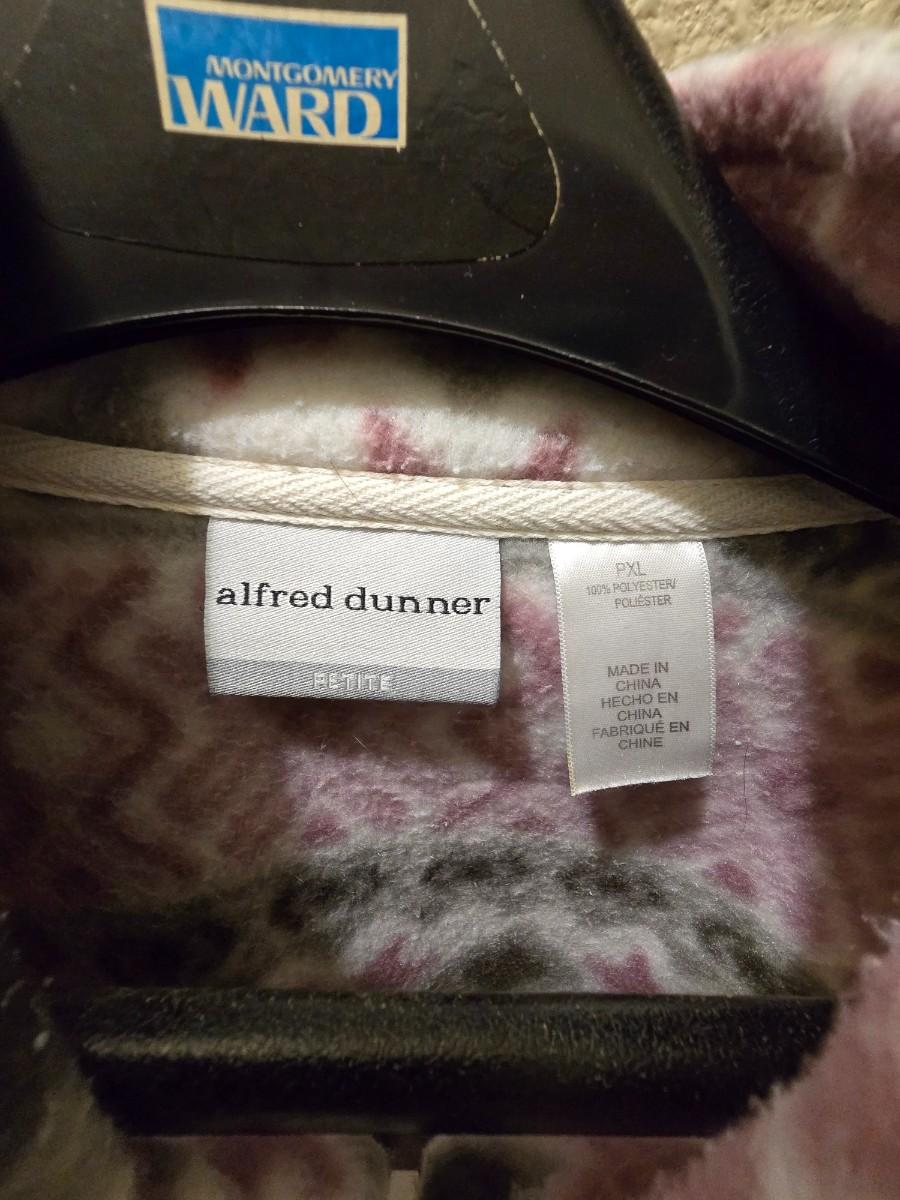 MONTGOMERY
WARD
alfred dunner
PETITE
PXL
100% POLYESTER/
POLIÉSTER
MADE IN
CHINA
HECHO EN
CHINA
FABRIQUÉ EN
CHINE